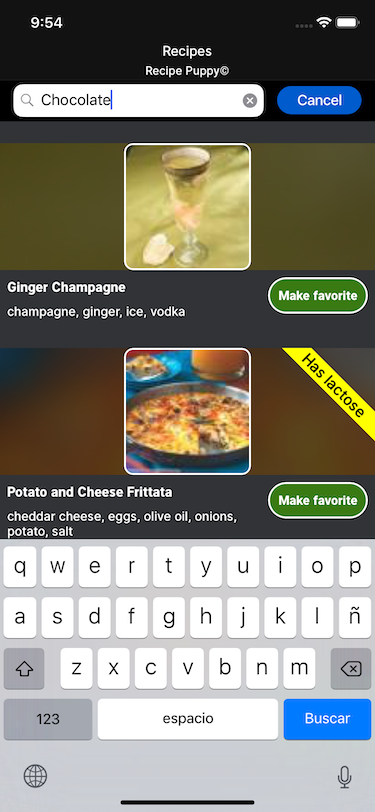 9:54
Recipes
Recipe Puppy©
Chocolate
Cancel
Ginger Champagne
Make favorite
champagne, ginger, ice, vodka
Has lactose
Potato and Cheese Frittata
Make favorite
cheddar cheese, eggs, olive oil, onions,
potato, salt
q w e r t y u i o p
a s d f g h j k l ñ
z x c v b n m
123 espacio Buscar